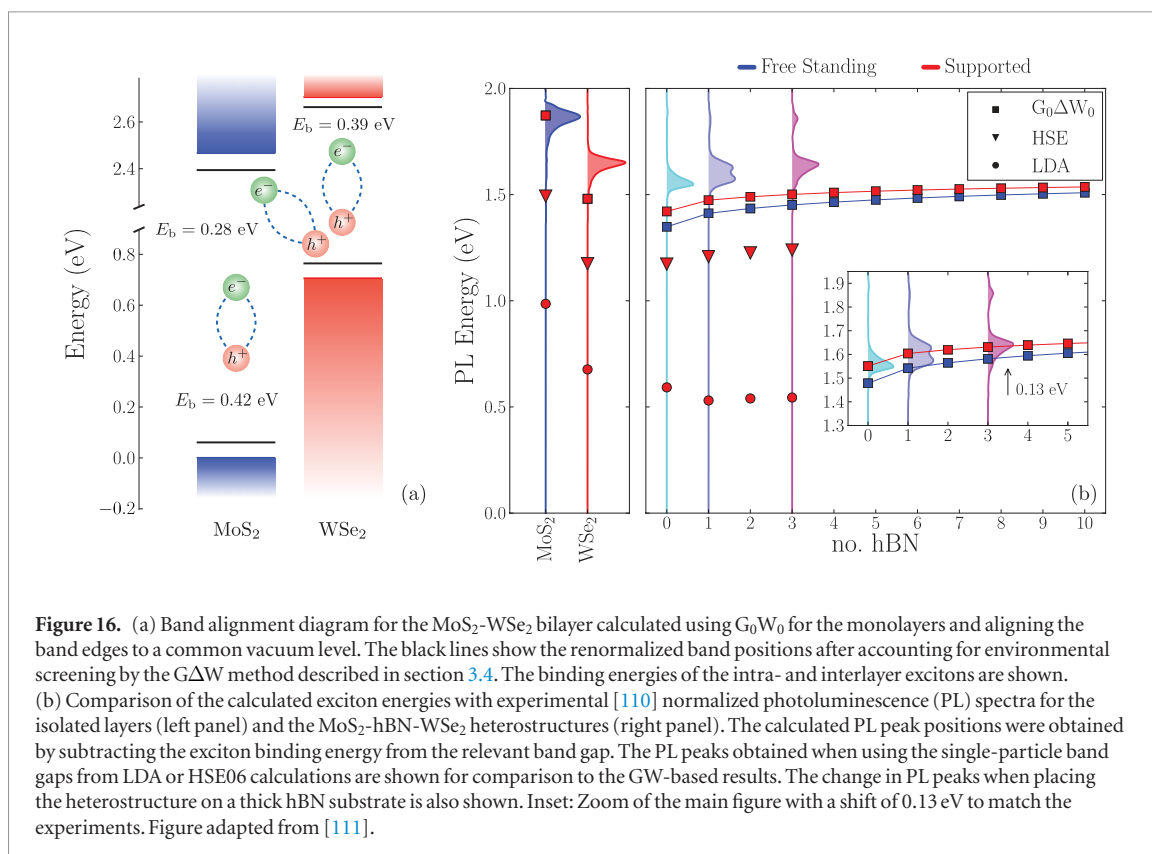 Energy (eV)
2.6
2.4
0.8
0.6
0.4
0.2
0.0
−0.2
E_b = 0.39 eV
e⁻
e⁻
h⁺
E_b = 0.28 eV
h⁺
e⁻
h⁺
E_b = 0.42 eV
(a)
MoS₂ WSe₂
Free Standing Supported
PL Energy (eV)
2.0
1.5
1.0
0.5
0.0
MoS₂
WSe₂
G₀ΔW₀
HSE
LDA
1.9
1.8
1.7
1.6
1.5
1.4
1.3
0.13 eV
0 1 2 3 4 5
(b)
0 1 2 3 4 5 6 7 8 9 10
no. hBN
Figure 16. (a) Band alignment diagram for the MoS₂-WSe₂ bilayer calculated using G₀W₀ for the monolayers and aligning the
band edges to a common vacuum level. The black lines show the renormalized band positions after accounting for environmental
screening by the GΔW method described in section 3.4. The binding energies of the intra- and interlayer excitons are shown.
(b) Comparison of the calculated exciton energies with experimental [110] normalized photoluminescence (PL) spectra for the
isolated layers (left panel) and the MoS₂-hBN-WSe₂ heterostructures (right panel). The calculated PL peak positions were obtained
by subtracting the exciton binding energy from the relevant band gap. The PL peaks obtained when using the single-particle band
gaps from LDA or HSE06 calculations are shown for comparison to the GW-based results. The change in PL peaks when placing
the heterostructure on a thick hBN substrate is also shown. Inset: Zoom of the main figure with a shift of 0.13 eV to match the
experiments. Figure adapted from [111].